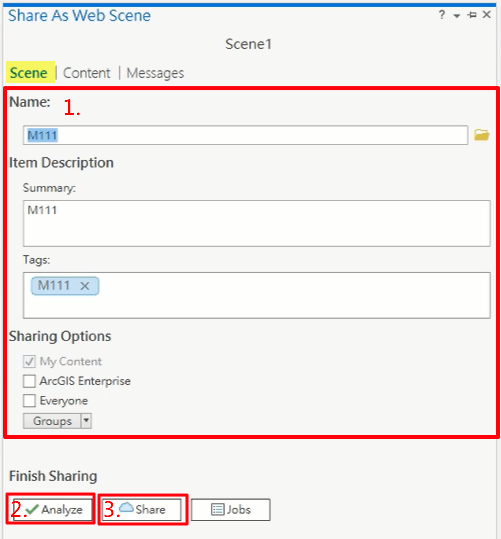 Share As Web Scene ? 
Scene1
Scene | Content | Messages
Name: 1.
M111
Item Description
Summary:
M111
Tags:
M111 ×
Sharing Options
My Content
ArcGIS Enterprise
Everyone
Groups
Finish Sharing
2. Analyze 3. Share Jobs